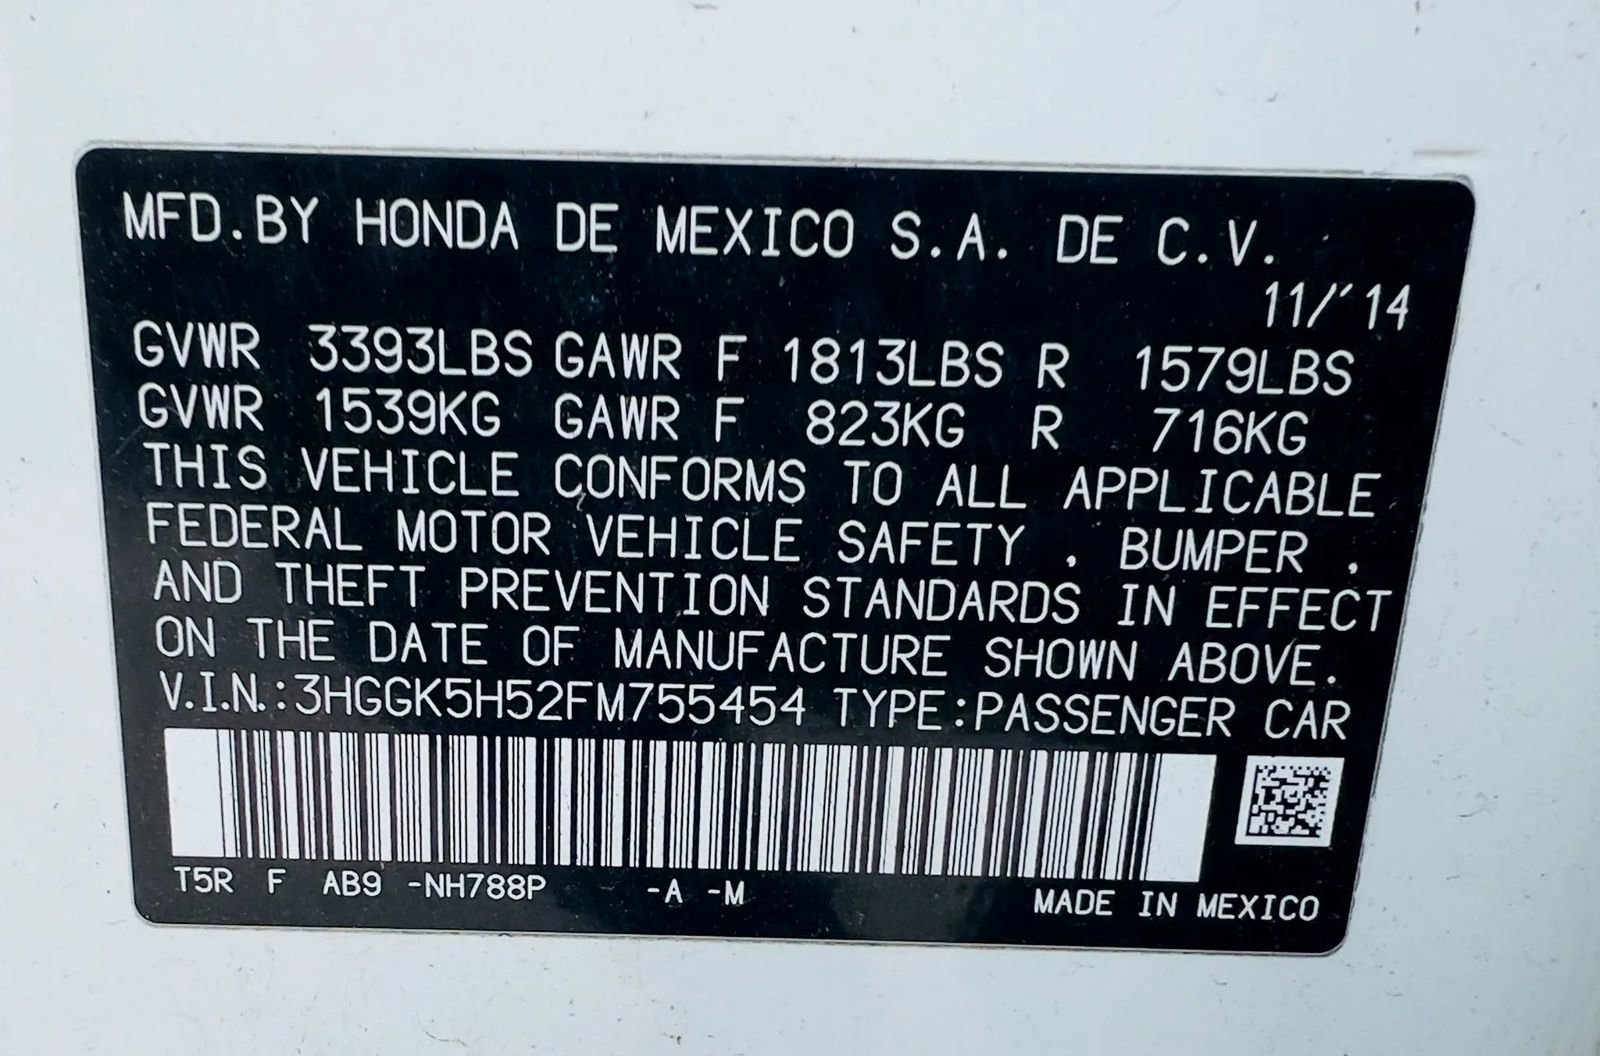 MFD.BY HONDA DE MEXICO S.A. DE C.V.
11/'14
GVWR 3393LBS GAWR F 1813LBS R 1579LBS
GVWR 1539KG GAWR F 823KG R 716KG
THIS VEHICLE CONFORMS TO ALL APPLICABLE
FEDERAL MOTOR VEHICLE SAFETY , BUMPER ,
AND THEFT PREVENTION STANDARDS IN EFFECT
ON THE DATE OF MANUFACTURE SHOWN ABOVE.
V.I.N.:3HGGK5H52FM755454 TYPE:PASSENGER CAR
T5R F AB9 -NH788P -A -M MADE IN MEXICO